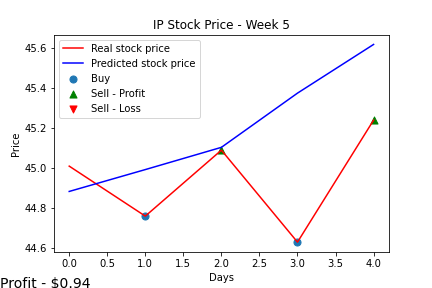 IP Stock Price - Week 5
Real stock price
Predicted stock price
Buy
Sell - Profit
Sell - Loss
Price
45.6
45.4
45.2
45.0
44.8
44.6
0.0 0.5 1.0 1.5 2.0 2.5 3.0 3.5 4.0
Days
Profit - $0.94